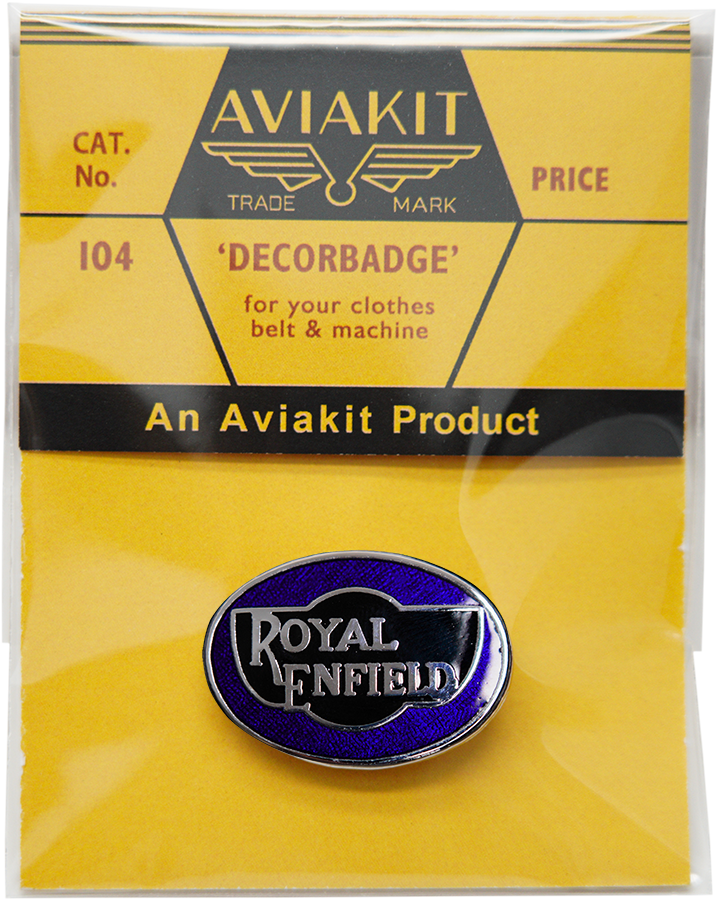 AVIAKIT
TRADE MARK
CAT.
No.
PRICE
104
'DECORBADGE'
for your clothes
belt & machine
An Aviakit Product
ROYAL
ENFIELD